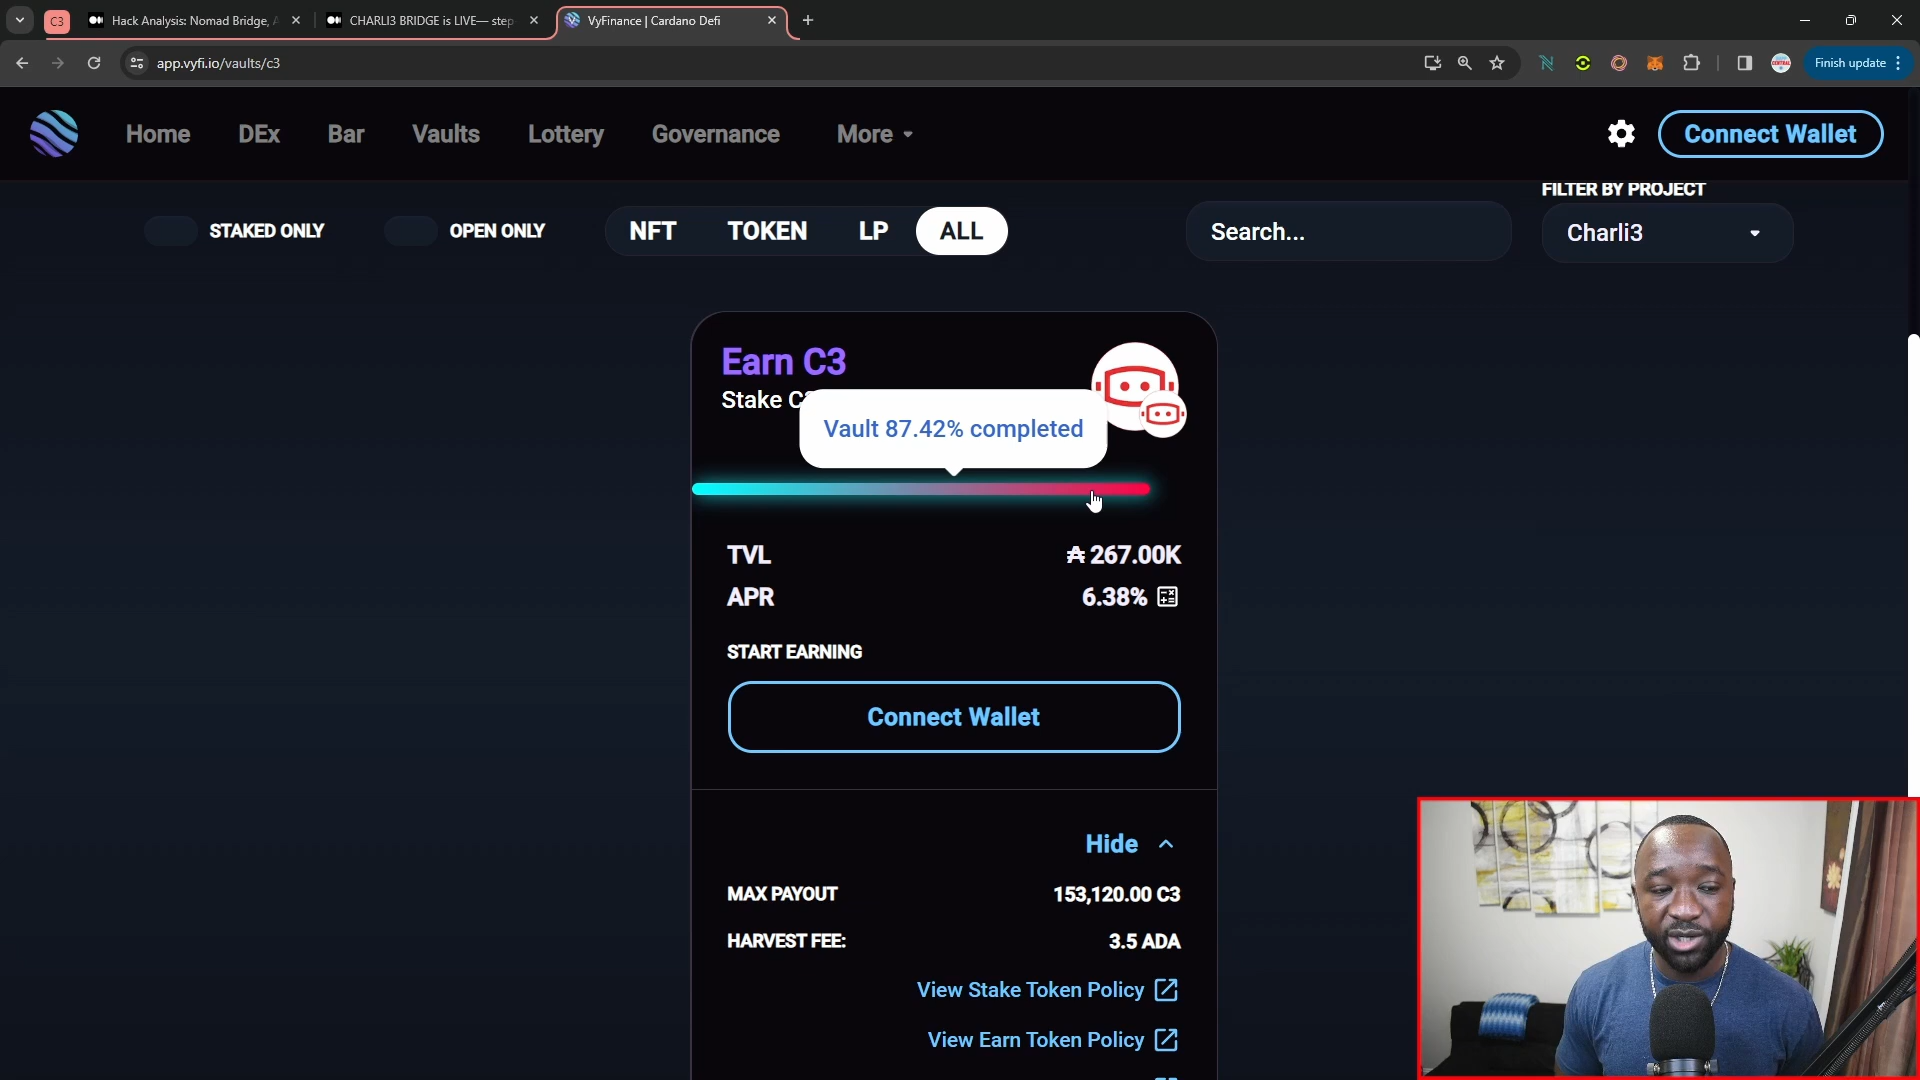 C3
Hack Analysis: Nomad Bridge, A
CHARLI3 BRIDGE is LIVE— step
VyFinance | Cardano Defi
app.vyfi.io/vaults/c3
Finish update
Home
DEx
Bar
Vaults
Lottery
Governance
More
Connect Wallet
FILTER BY PROJECT
STAKED ONLY
OPEN ONLY
NFT
TOKEN
LP
ALL
Search...
Charli3
Earn C3
Stake C3
Vault 87.42% completed
TVL
₳ 267.00K
APR
6.38%
START EARNING
Connect Wallet
Hide
MAX PAYOUT
153,120.00 C3
HARVEST FEE:
3.5 ADA
View Stake Token Policy
View Earn Token Policy